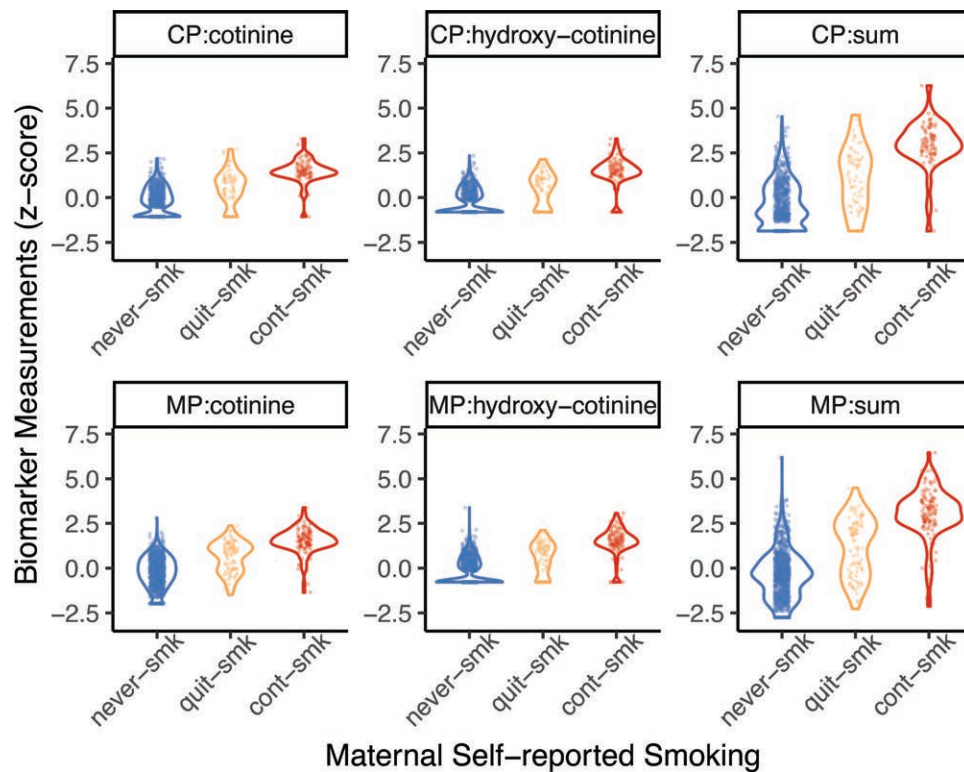 CP:cotinine
CP:hydroxy-cotinine
CP:sum
7.5
5.0
2.5
0.0
−2.5
never-smk
quit-smk
cont-smk
7.5
5.0
2.5
0.0
−2.5
never-smk
quit-smk
cont-smk
7.5
5.0
2.5
0.0
−2.5
never-smk
quit-smk
cont-smk
Biomarker Measurements (z-score)
MP:cotinine
MP:hydroxy-cotinine
MP:sum
7.5
5.0
2.5
0.0
−2.5
never-smk
quit-smk
cont-smk
7.5
5.0
2.5
0.0
−2.5
never-smk
quit-smk
cont-smk
7.5
5.0
2.5
0.0
−2.5
never-smk
quit-smk
cont-smk
Maternal Self-reported Smoking